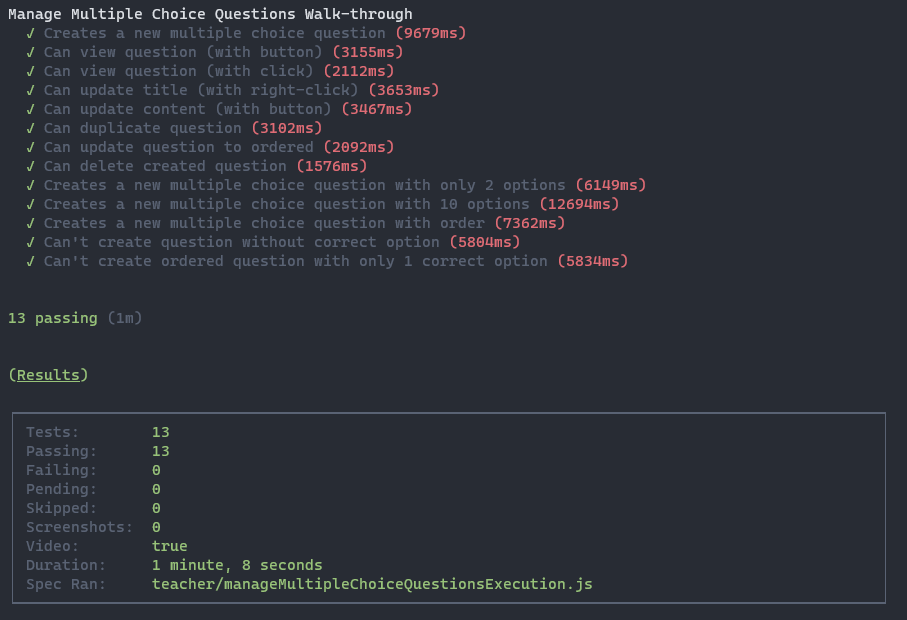 Manage Multiple Choice Questions Walk-through
✓ Creates a new multiple choice question (9679ms)
✓ Can view question (with button) (3155ms)
✓ Can view question (with click) (2112ms)
✓ Can update title (with right-click) (3653ms)
✓ Can update content (with button) (3467ms)
✓ Can duplicate question (3102ms)
✓ Can update question to ordered (2092ms)
✓ Can delete created question (1576ms)
✓ Creates a new multiple choice question with only 2 options (6149ms)
✓ Creates a new multiple choice question with 10 options (12694ms)
✓ Creates a new multiple choice question with order (7362ms)
✓ Can't create question without correct option (5804ms)
✓ Can't create ordered question with only 1 correct option (5834ms)
13 passing (1m)
(Results)
Tests: 13
Passing: 13
Failing: 0
Pending: 0
Skipped: 0
Screenshots: 0
Video: true
Duration: 1 minute, 8 seconds
Spec Ran: teacher/manageMultipleChoiceQuestionsExecution.js